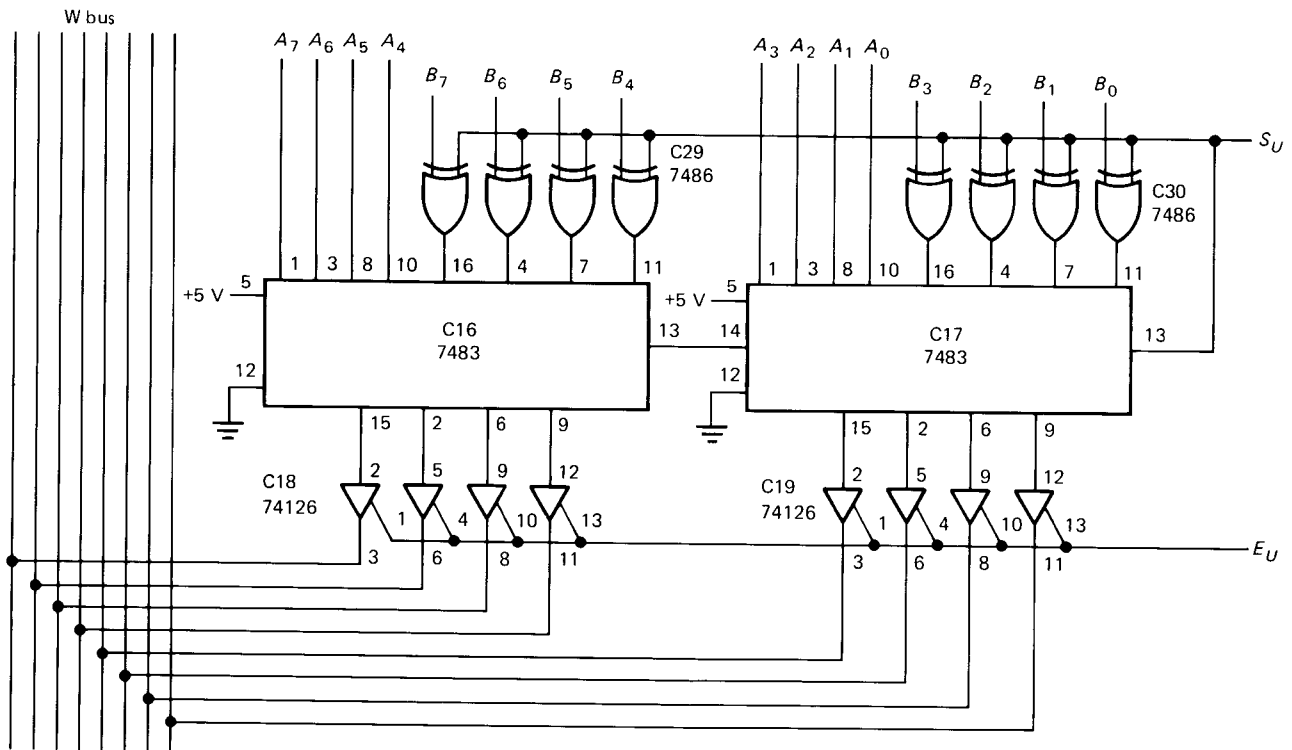 W bus
A7 A6 A5 A4
A3 A2 A1 A0
B7 B6 B5 B4
B3 B2 B1 B0
SU
C29
7486
C30
7486
1 3 8 10 16 4 7 11
1 3 8 10 16 4 7 11
+5 V 5
+5 V 5
C16
7483
13
14
C17
7483
13
12
12
15 2 6 9
15 2 6 9
C18
74126
2 5 9 12
C19
74126
2 5 9 12
1 4 10 13
1 4 10 13
EU
3 6 8 11
3 6 8 11